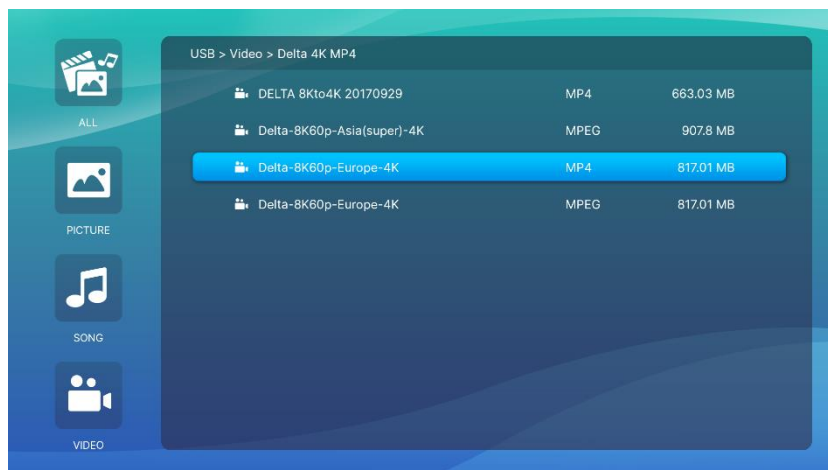 USB > Video > Delta 4K MP4
ALL
PICTURE
SONG
VIDEO
DELTA 8Kto4K 20170929 MP4 663.03 MB
Delta-8K60p-Asia(super)-4K MPEG 907.8 MB
Delta-8K60p-Europe-4K MP4 817.01 MB
Delta-8K60p-Europe-4K MPEG 817.01 MB